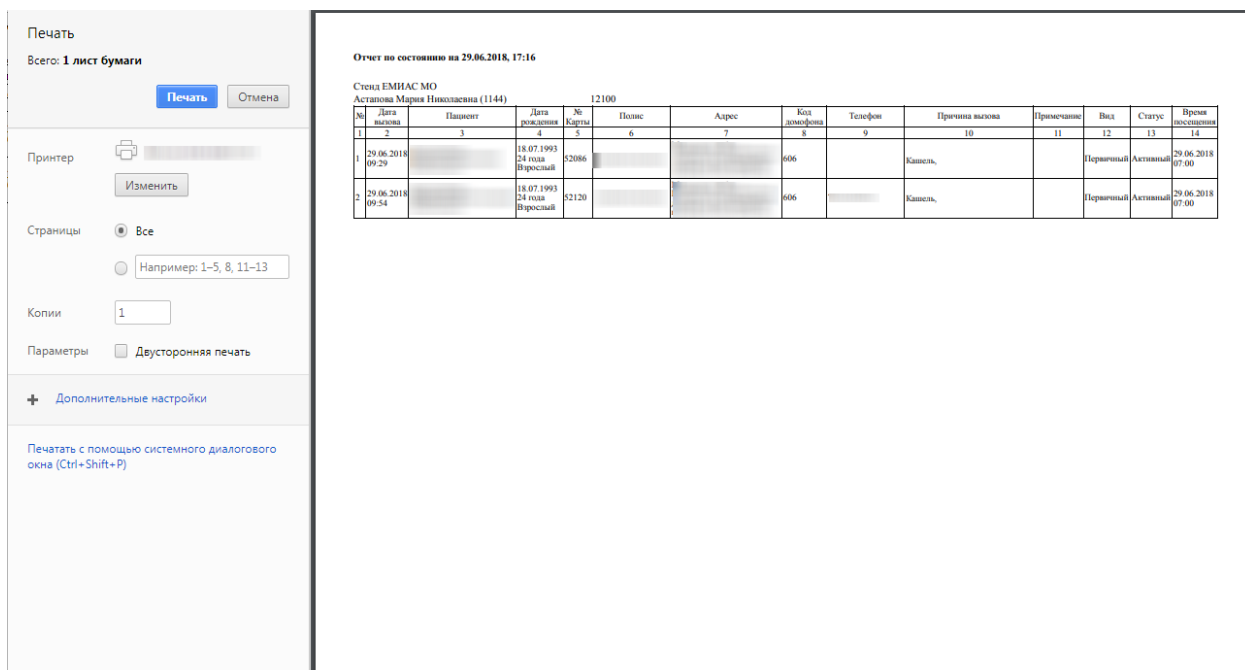 Печать
Всего: 1 лист бумаги
Печать Отмена
Принтер
Изменить
Страницы Все
Например: 1–5, 8, 11–13
Копии 1
Параметры Двусторонняя печать
+ Дополнительные настройки
Печатать с помощью системного диалогового
окна (Ctrl+Shift+P)
Отчет по состоянию на 29.06.2018, 17:16
Стенд ЕМИАС МО
Астапова Мария Николаевна (1144) 12100
№ Дата вызова Пациент Дата рождения № Карты Полис Адрес Код домофона Телефон Причина вызова Примечание Вид Статус Время посещения
1 2 3 4 5 6 7 8 9 10 11 12 13 14
1 29.06.2018 09:29 18.07.1993 24 года Взрослый 52086 606 Кашель, Первичный Активный 29.06.2018 07:00
2 29.06.2018 09:54 18.07.1993 24 года Взрослый 52120 606 Кашель, Первичный Активный 29.06.2018 07:00